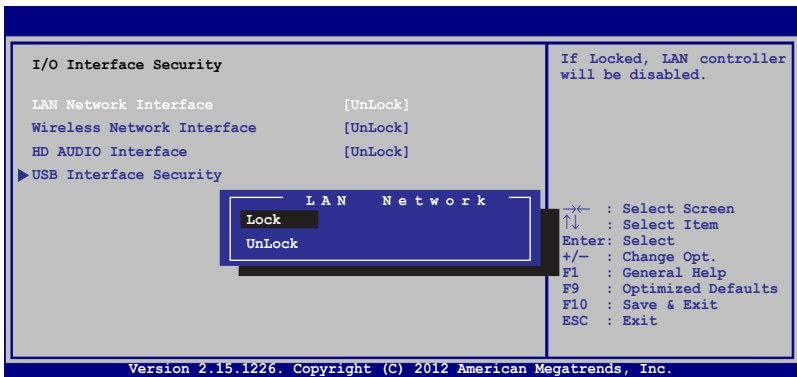 I/O Interface Security
LAN Network Interface [UnLock]
Wireless Network Interface [UnLock]
HD AUDIO Interface [UnLock]
USB Interface Security
LAN Network
Lock
UnLock
If Locked, LAN controller
will be disabled.
→← : Select Screen
↑↓ : Select Item
Enter: Select
+/— : Change Opt.
F1 : General Help
F9 : Optimized Defaults
F10 : Save & Exit
ESC : Exit
Version 2.15.1226. Copyright (C) 2012 American Megatrends, Inc.